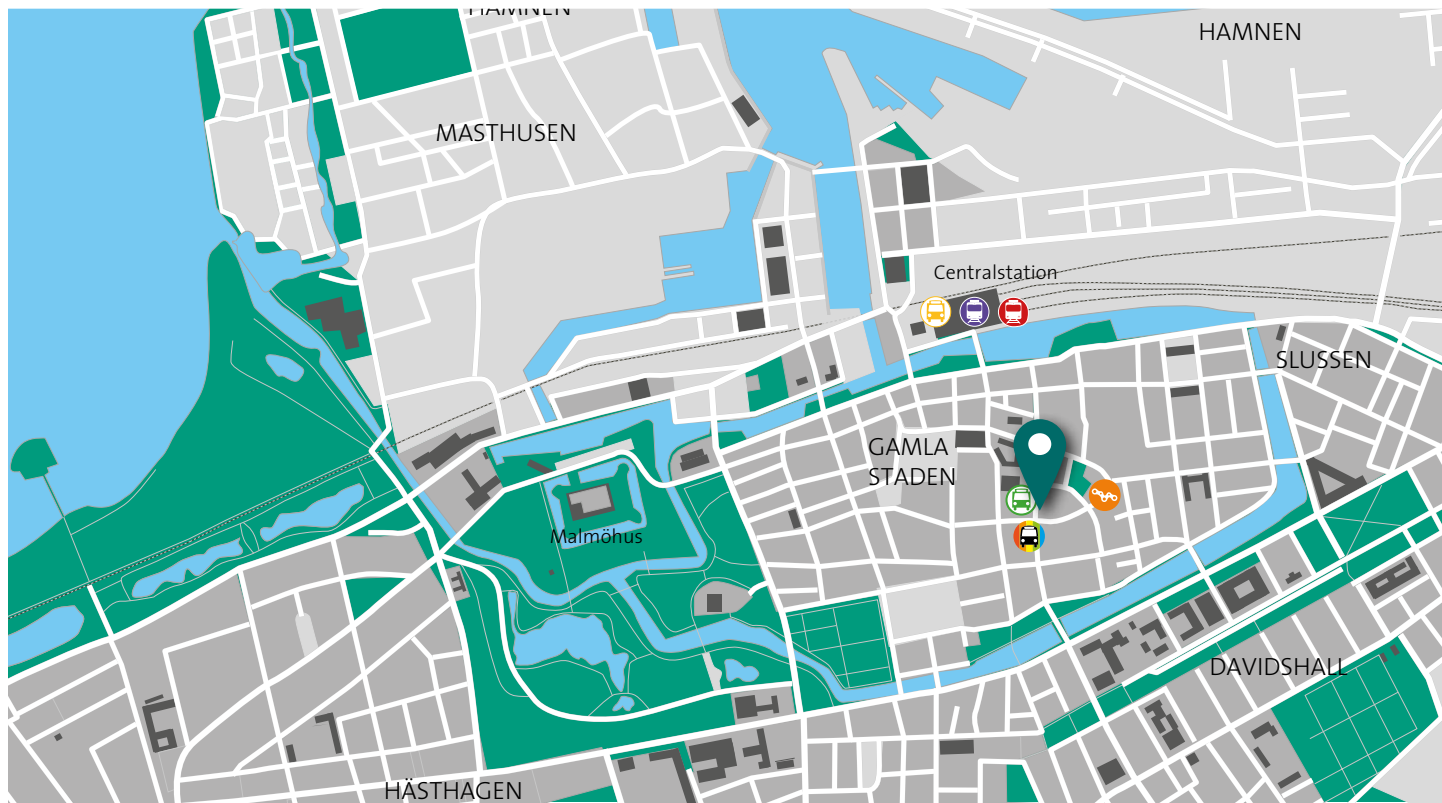 HAMNEN
HAMNEN
MASTHUSEN
Centralstation
SLUSSEN
GAMLA
STADEN
Malmöhus
DAVIDSHALL
HÄSTHAGEN